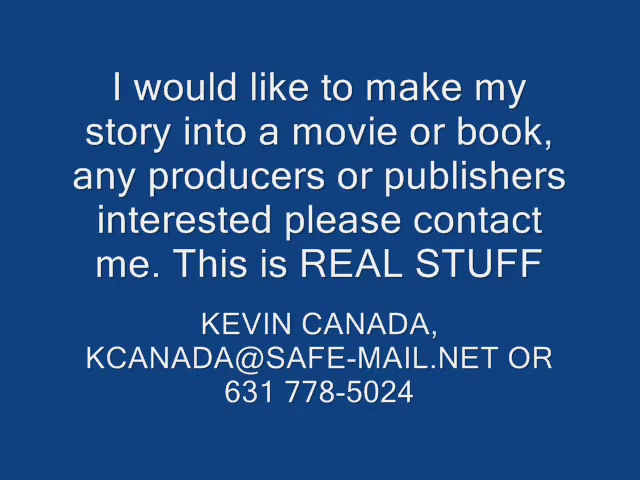 I would like to make my
story into a movie or book,
any producers or publishers
interested please contact
me. This is REAL STUFF
KEVIN CANADA,
KCANADA@SAFE-MAIL.NET OR
631 778-5024